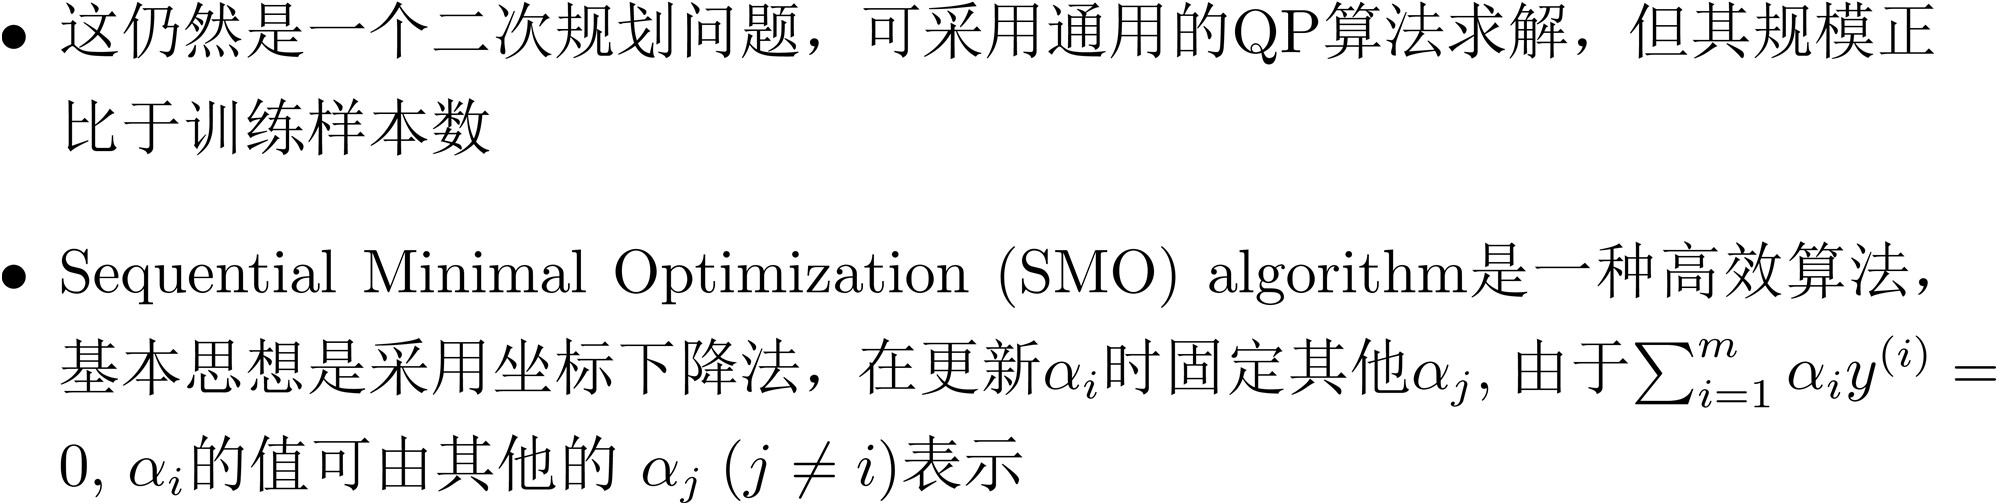 • 这仍然是一个二次规划问题，可采用通用的QP算法求解，但其规模正
比于训练样本数
• Sequential Minimal Optimization (SMO) algorithm是一种高效算法，
基本思想是采用坐标下降法，在更新$\alpha_i$时固定其他$\alpha_j$, 由于$\sum_{i=1}^{m} \alpha_i y^{(i)} =$
$0$, $\alpha_i$的值可由其他的 $\alpha_j$ $(j \neq i)$表示